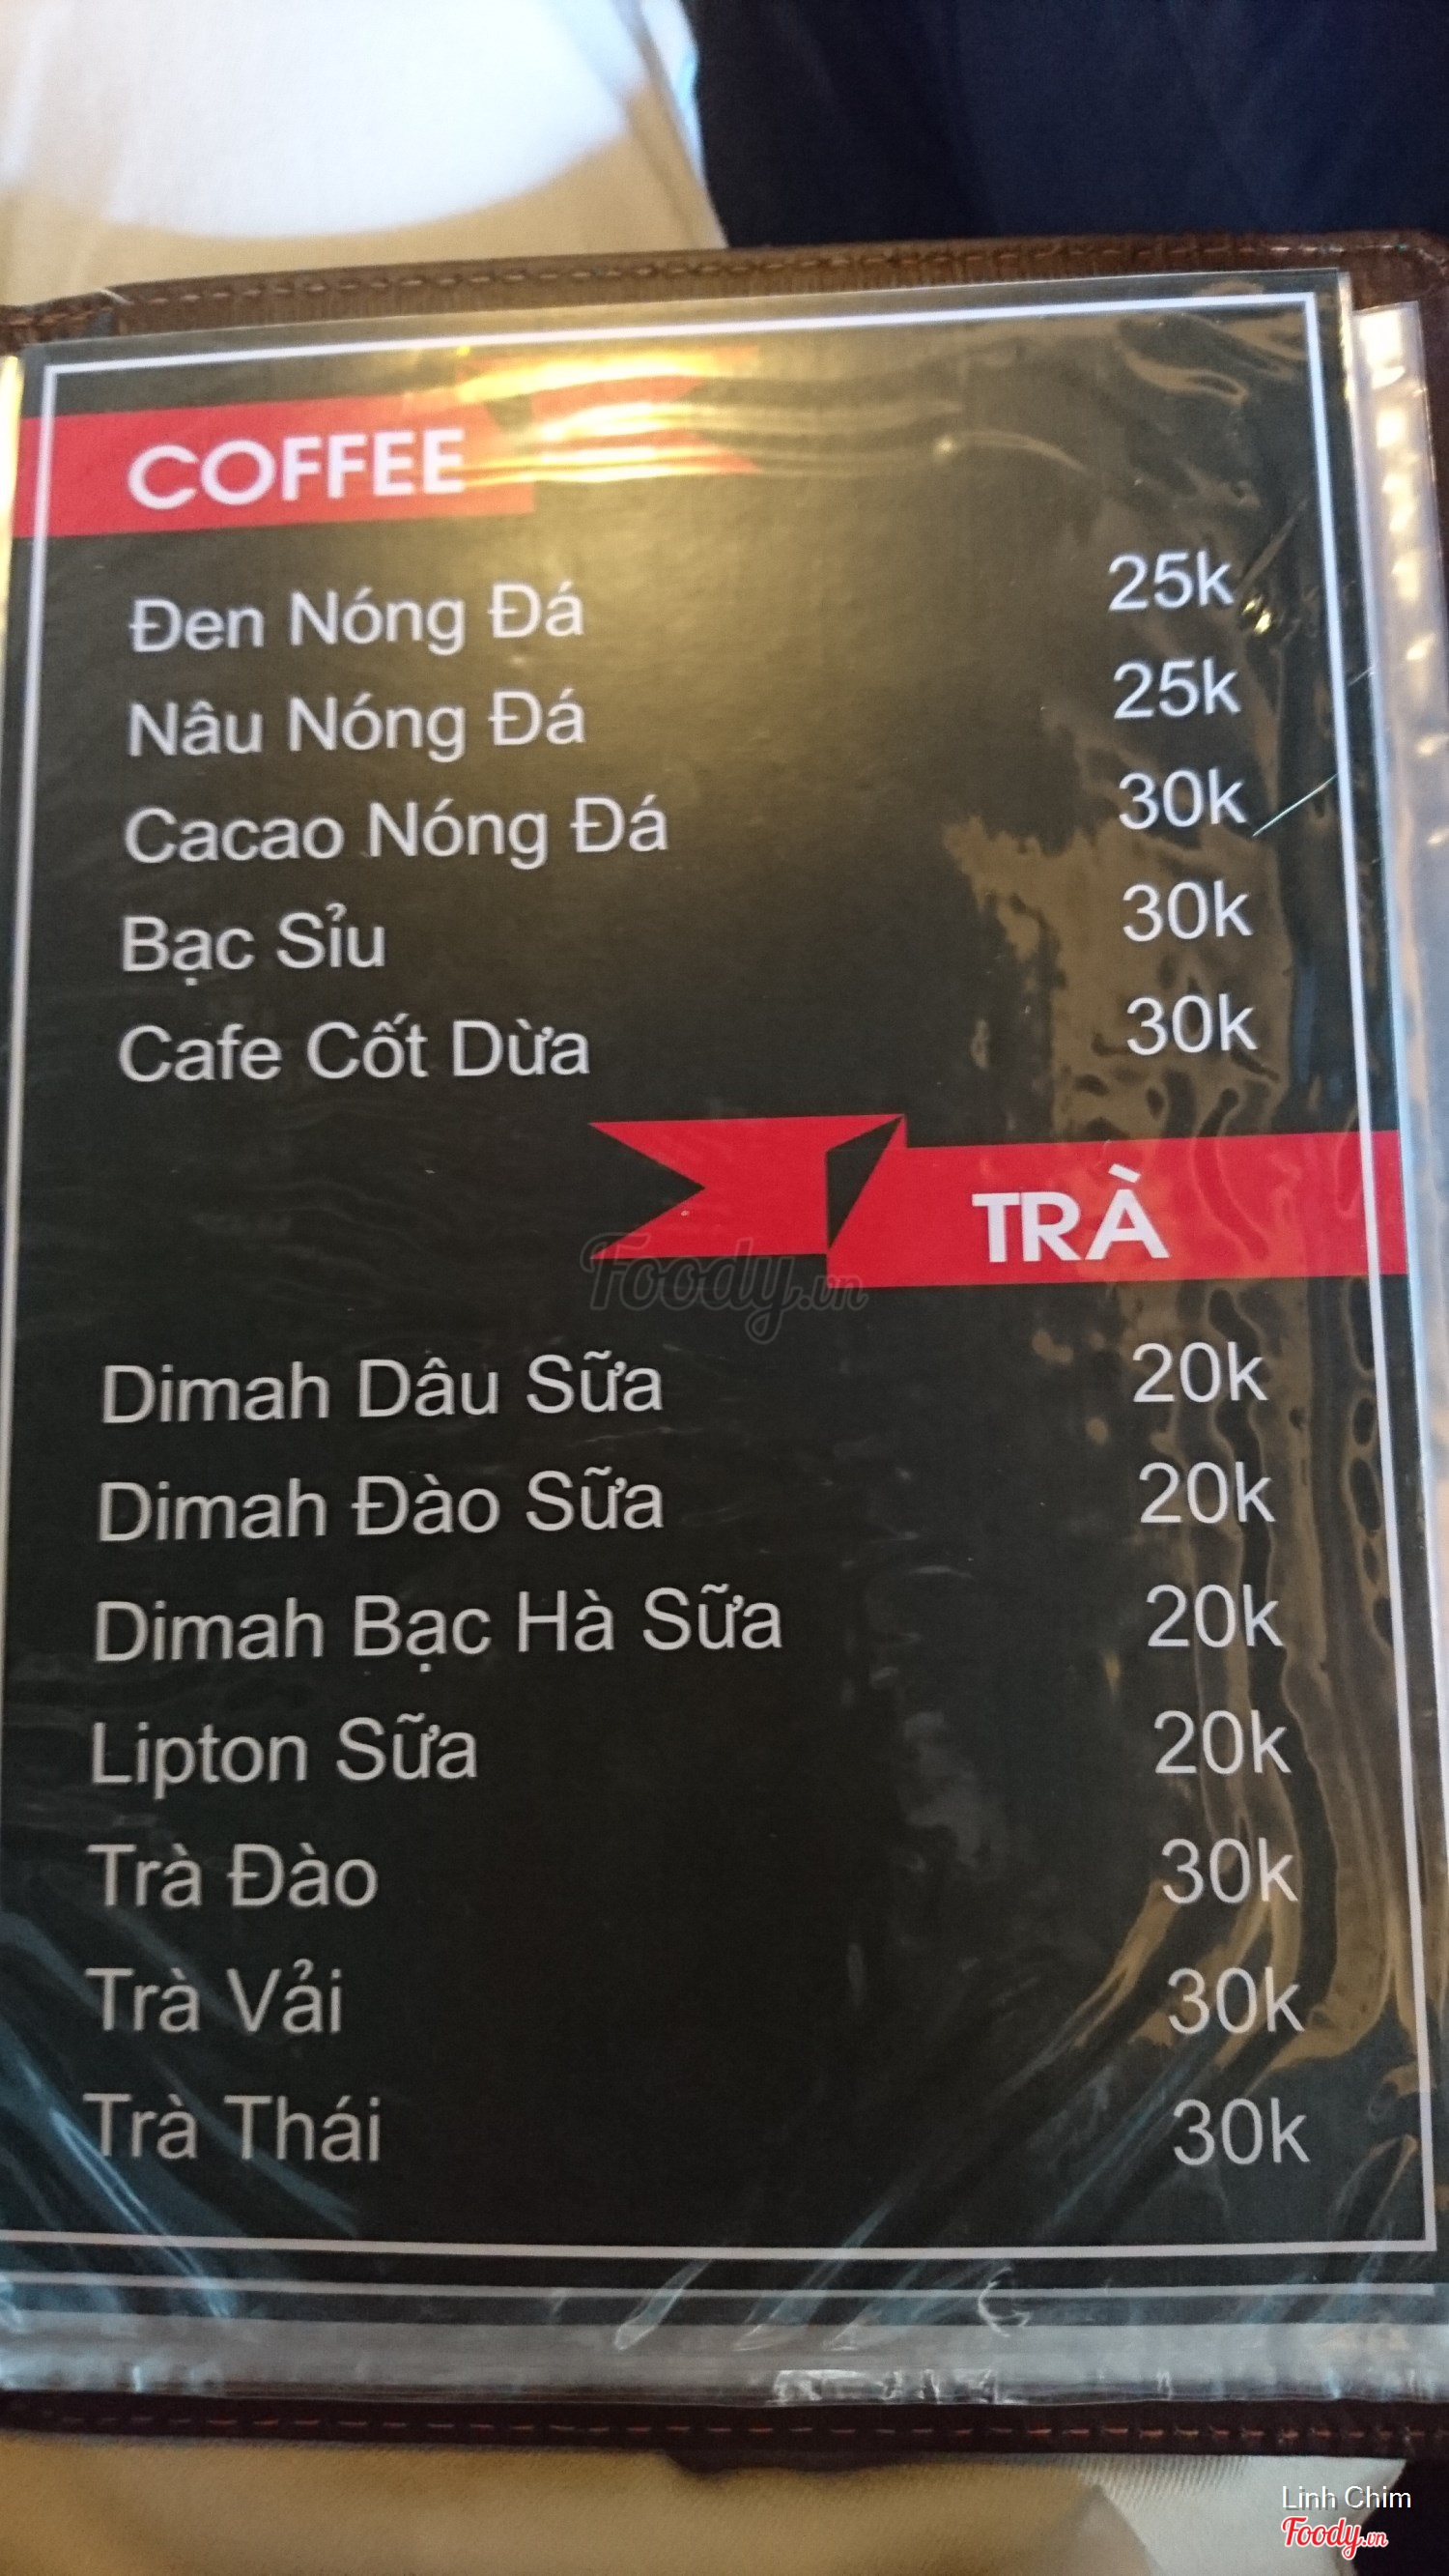 COFFEE
Đen Nóng Đá 25k
Nâu Nóng Đá 25k
Cacao Nóng Đá 30k
Bạc Sỉu 30k
Cafe Cốt Dừa 30k
TRÀ
Foody.vn
Dimah Dâu Sữa 20k
Dimah Đào Sữa 20k
Dimah Bạc Hà Sữa 20k
Lipton Sữa 20k
Trà Đào 30k
Trà Vải 30k
Trà Thái 30k
Linh Chim
Foody.vn